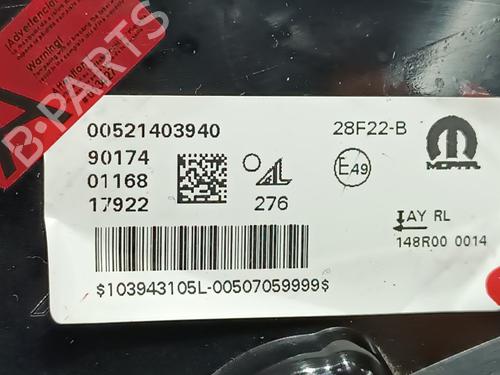 ¡Advertencia!
Warning!
B-PARTS
00521403940
90174
01168
17922
276
28F22-B
MOPAR
E49
AY RL
148R00 0014
$103943105L-00507059999$